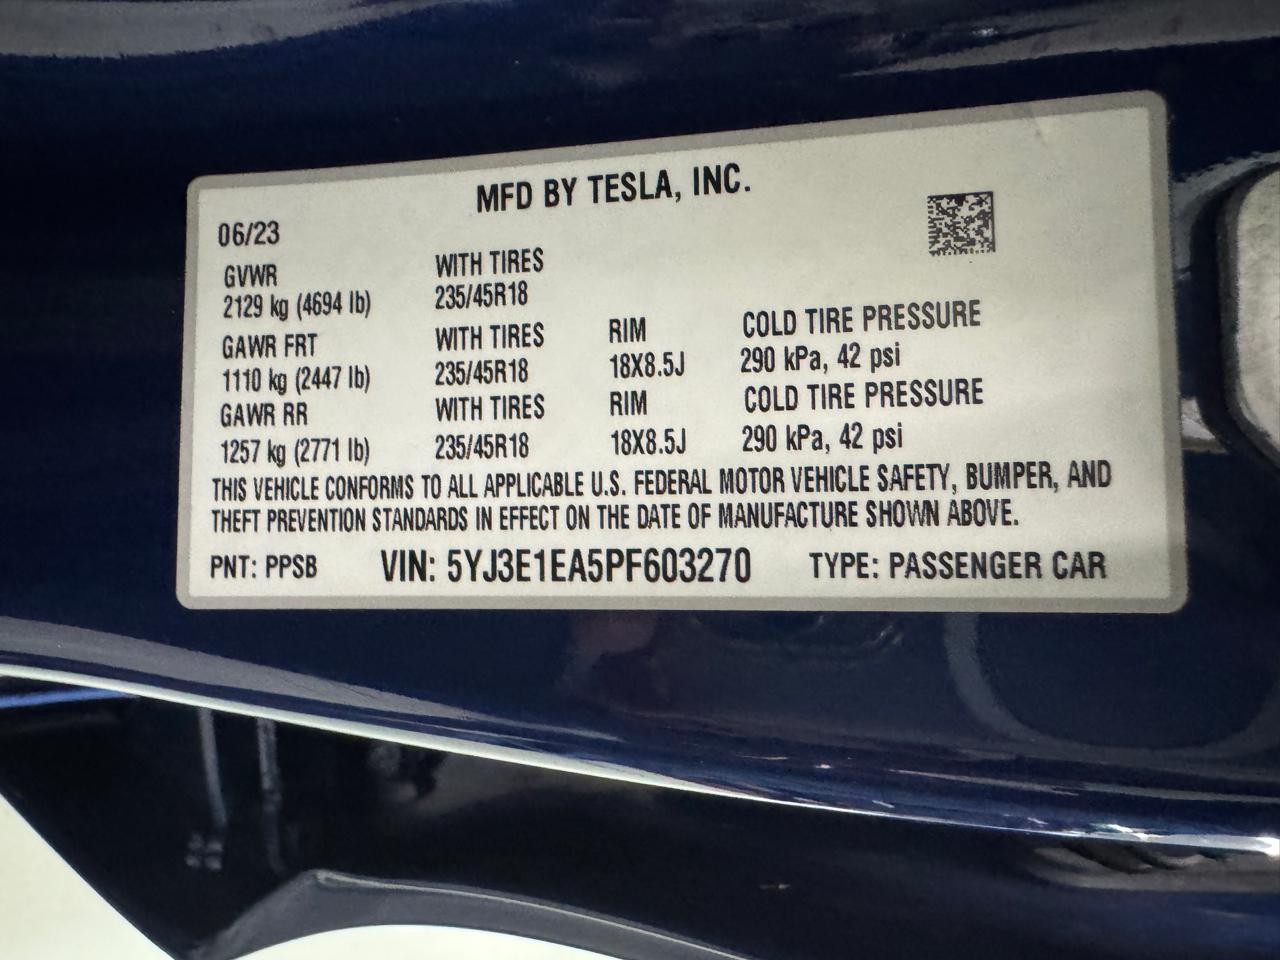 MFD BY TESLA, INC.
06/23
GVWR WITH TIRES
2129 kg (4694 lb) 235/45R18
GAWR FRT WITH TIRES RIM COLD TIRE PRESSURE
1110 kg (2447 lb) 235/45R18 18X8.5J 290 kPa, 42 psi
GAWR RR WITH TIRES RIM COLD TIRE PRESSURE
1257 kg (2771 lb) 235/45R18 18X8.5J 290 kPa, 42 psi
THIS VEHICLE CONFORMS TO ALL APPLICABLE U.S. FEDERAL MOTOR VEHICLE SAFETY, BUMPER, AND
THEFT PREVENTION STANDARDS IN EFFECT ON THE DATE OF MANUFACTURE SHOWN ABOVE.
PNT: PPSB VIN: 5YJ3E1EA5PF603270 TYPE: PASSENGER CAR